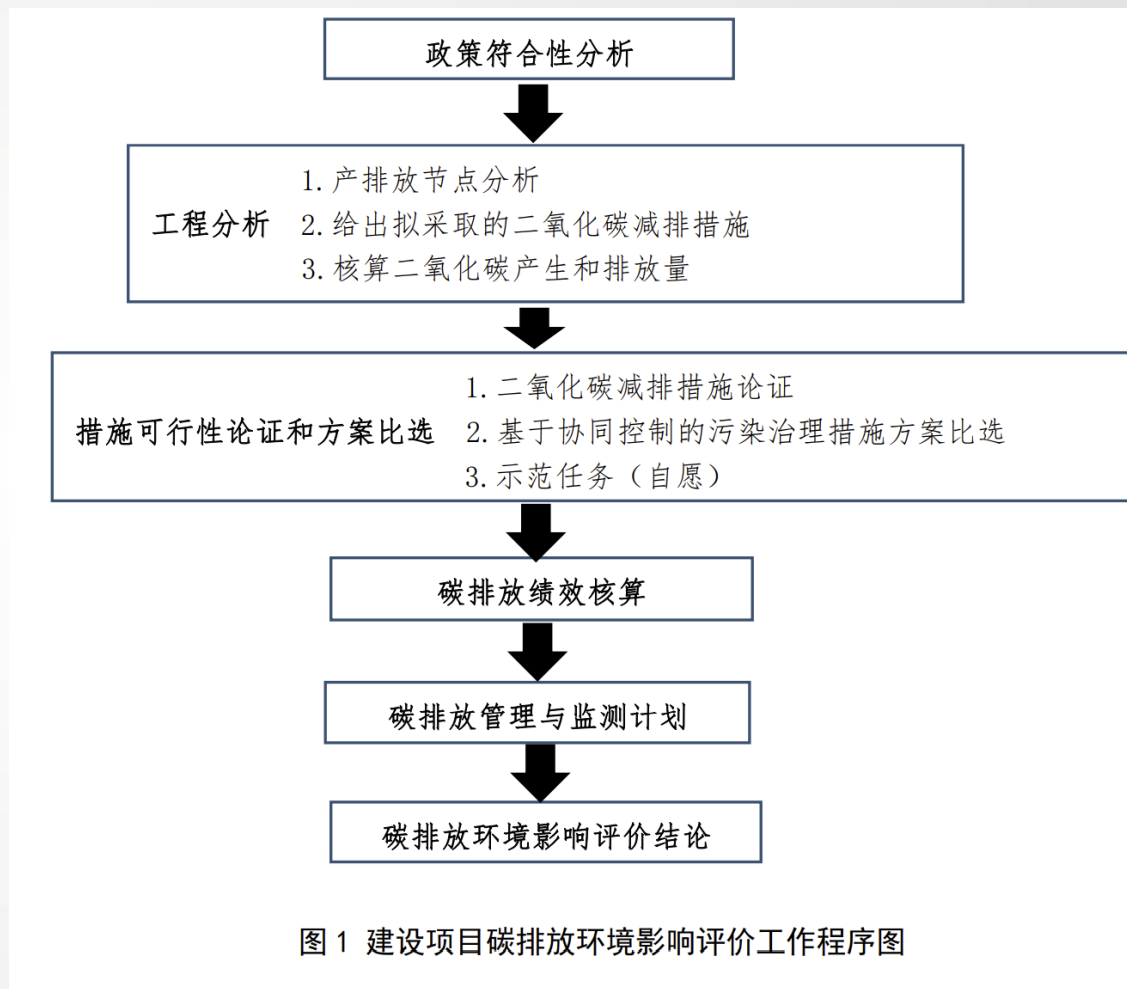 政策符合性分析
1.产排放节点分析
工程分析 2.给出拟采取的二氧化碳减排措施
3.核算二氧化碳产生和排放量
1.二氧化碳减排措施论证
措施可行性论证和方案比选 2.基于协同控制的污染治理措施方案比选
3.示范任务（自愿）
碳排放绩效核算
碳排放管理与监测计划
碳排放环境影响评价结论
图 1 建设项目碳排放环境影响评价工作程序图